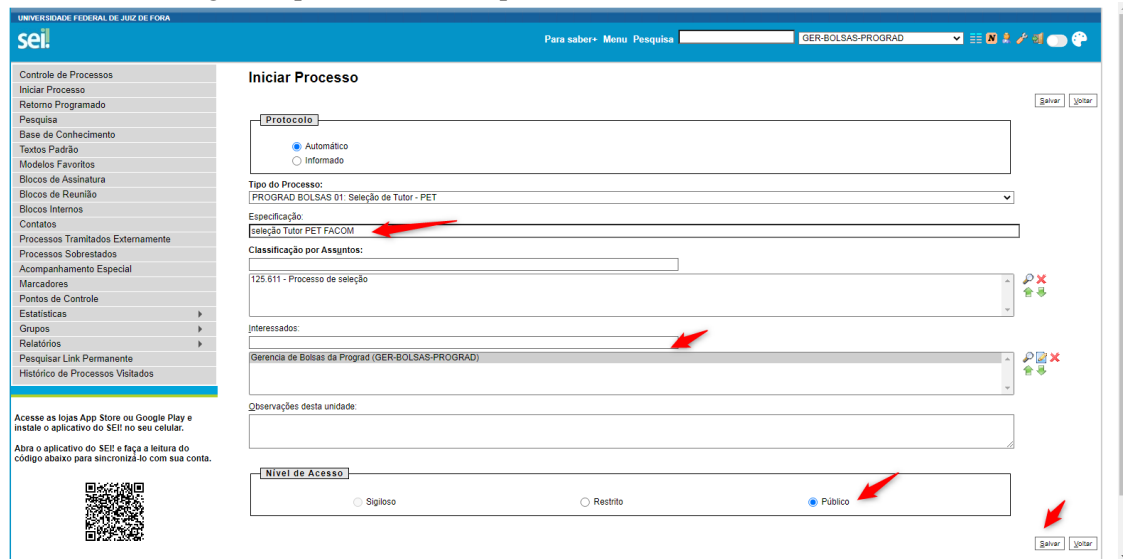 UNIVERSIDADE FEDERAL DE JUIZ DE FORA
sei!
Para saber+ Menu Pesquisa
GER-BOLSAS-PROGRAD
N
Controle de Processos
Iniciar Processo
Retorno Programado
Pesquisa
Base de Conhecimento
Textos Padrão
Modelos Favoritos
Blocos de Assinatura
Blocos de Reunião
Blocos Internos
Contatos
Processos Tramitados Externamente
Processos Sobrestados
Acompanhamento Especial
Marcadores
Pontos de Controle
Estatísticas
Grupos
Relatórios
Pesquisar Link Permanente
Histórico de Processos Visitados
Acesse as lojas App Store ou Google Play e
instale o aplicativo do SEI! no seu celular.
Abra o aplicativo do SEI! e faça a leitura do
código abaixo para sincronizá-lo com sua conta.
Iniciar Processo
Salvar Voltar
Protocolo
Automático
Informado
Tipo do Processo:
PROGRAD BOLSAS 01: Seleção de Tutor - PET
Especificação:
seleção Tutor PET FACOM
Classificação por Assuntos:
125.611 - Processo de seleção
Interessados:
Gerencia de Bolsas da Prograd (GER-BOLSAS-PROGRAD)
Observações desta unidade:
Nível de Acesso
Sigiloso Restrito Público
Salvar Voltar